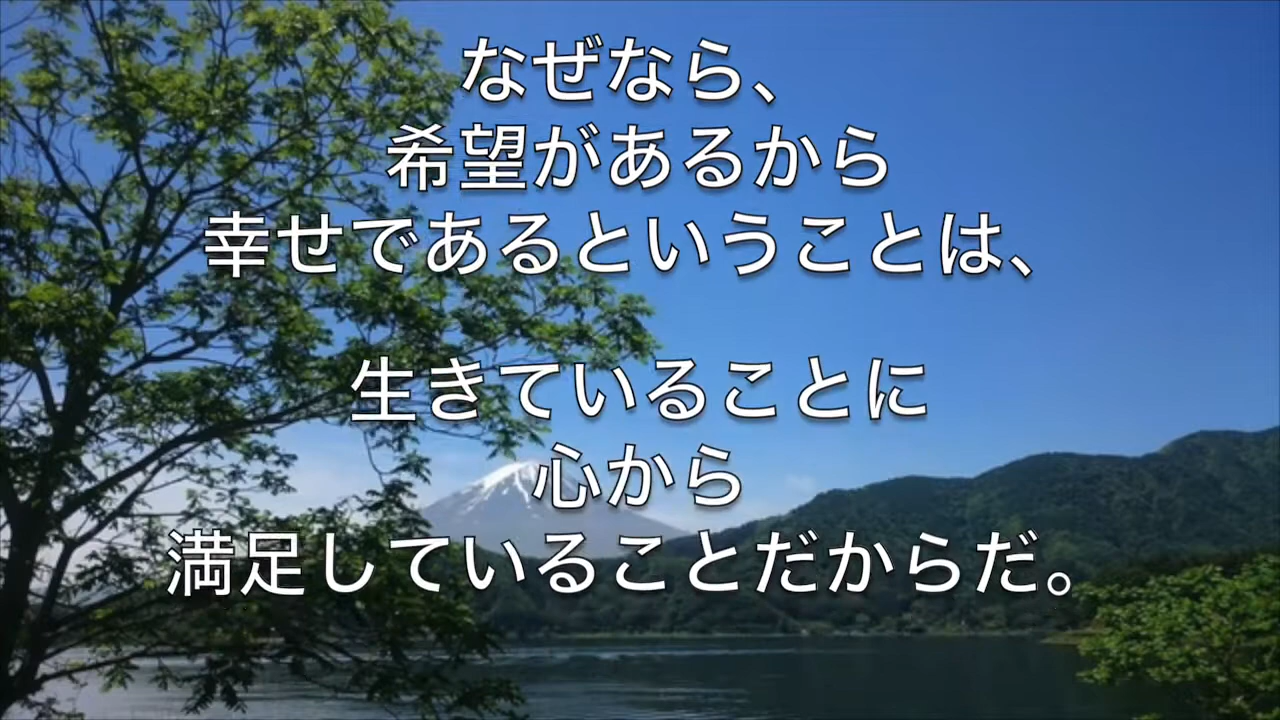 なぜなら、
希望があるから
幸せであるということは、
生きていることに
心から
満足していることだからだ。